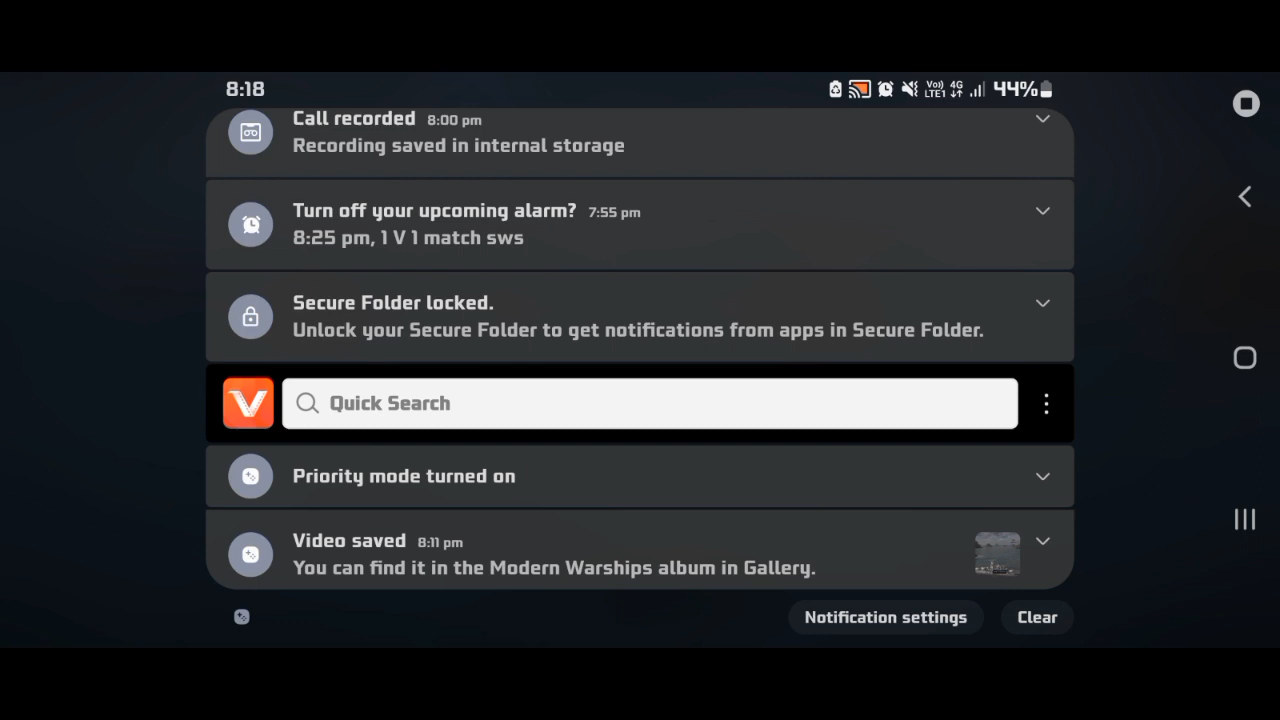 8:18
Vo)) 4G
LTE1
44%
Call recorded 8:00 pm
Recording saved in internal storage
Turn off your upcoming alarm? 7:55 pm
8:25 pm, 1 V 1 match sws
Secure Folder locked.
Unlock your Secure Folder to get notifications from apps in Secure Folder.
Quick Search
Priority mode turned on
Video saved 8:11 pm
You can find it in the Modern Warships album in Gallery.
Notification settings
Clear